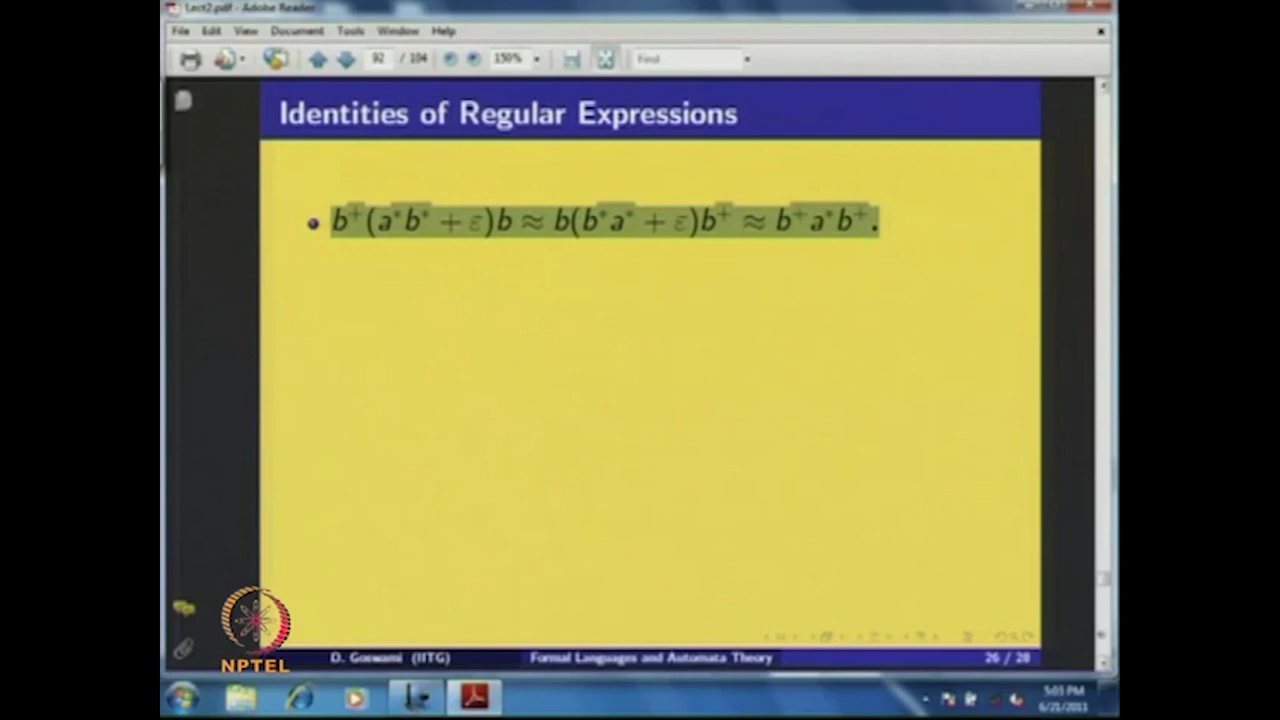 Lect2.pdf - Adobe Reader
File Edit View Document Tools Window Help
92 / 104 150% Find
Identities of Regular Expressions
b⁺(a*b* + ε)b ≈ b(b*a* + ε)b⁺ ≈ b⁺a*b⁺.
NPTEL
D. Goswami (IITG) Formal Languages and Automata Theory 26 / 28
5:03 PM
6/21/2011